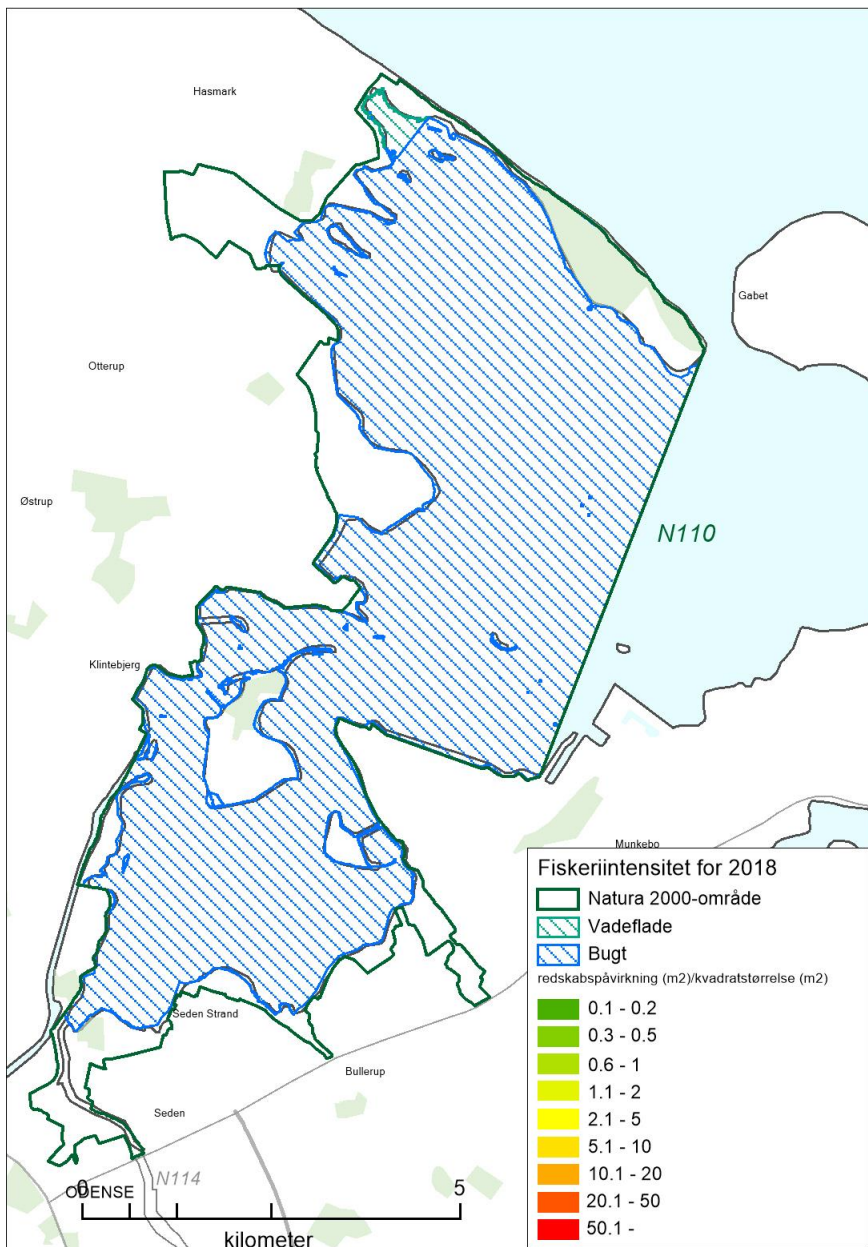 Hasmark
Gabet
Otterup
Østrup
N110
Klintebjerg
Munkebo
Seden Strand
Bullerup
Seden
N114
ODENSE
0 5
kilometer
Fiskeriintensitet for 2018
Natura 2000-område
Vadeflade
Bugt
redskabspåvirkning (m2)/kvadratstørrelse (m2)
0.1 - 0.2
0.3 - 0.5
0.6 - 1
1.1 - 2
2.1 - 5
5.1 - 10
10.1 - 20
20.1 - 50
50.1 -